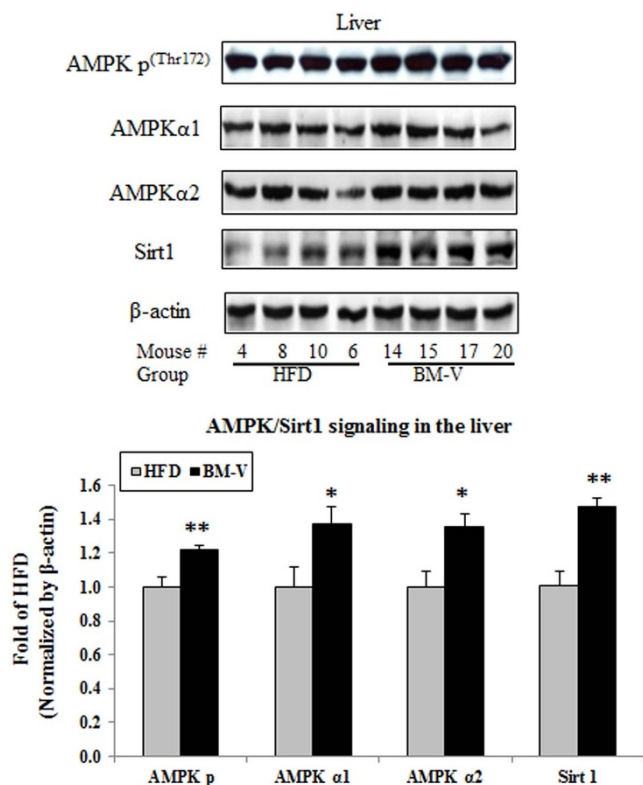 Liver
AMPK p(Thr172)
AMPKα1
AMPKα2
Sirt1
β-actin
Mouse # 4 8 10 6 14 15 17 20
Group HFD BM-V
AMPK/Sirt1 signaling in the liver
HFD BM-V
Fold of HFD
(Normalized by β-actin)
1.6
1.4
1.2
1.0
0.8
0.6
0.4
0.2
0.0
** * * **
AMPK p AMPK α1 AMPK α2 Sirt 1